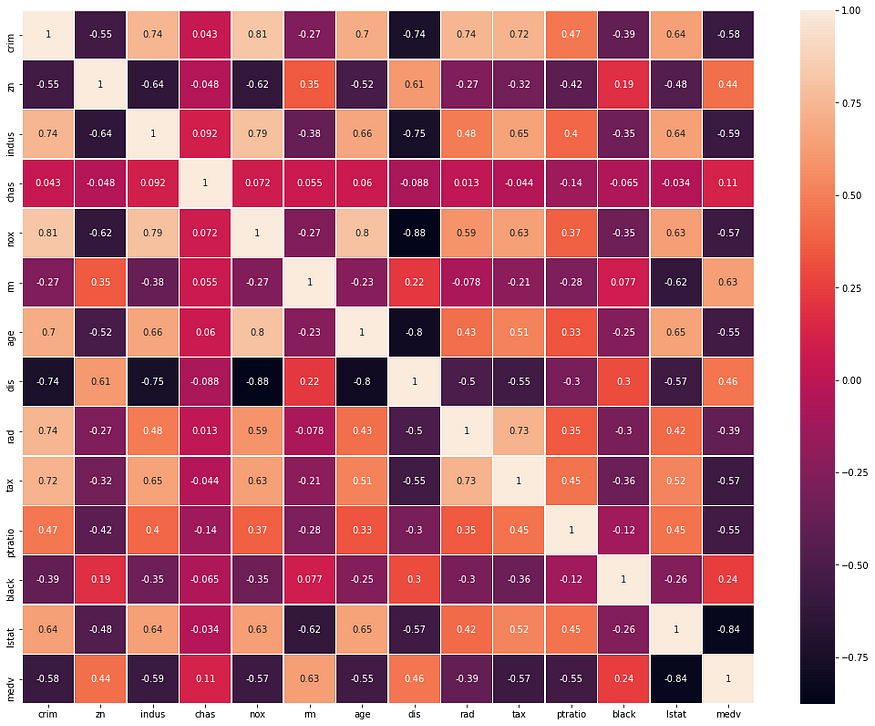 crim 1 -0.55 0.74 0.043 0.81 -0.27 0.7 -0.74 0.74 0.72 0.47 -0.39 0.64 -0.58
zn -0.55 1 -0.64 -0.048 -0.62 0.35 -0.52 0.61 -0.27 -0.32 -0.42 0.19 -0.48 0.44
indus 0.74 -0.64 1 0.092 0.79 -0.38 0.66 -0.75 0.48 0.65 0.4 -0.35 0.64 -0.59
chas 0.043 -0.048 0.092 1 0.072 0.055 0.06 -0.088 0.013 -0.044 -0.14 -0.065 -0.034 0.11
nox 0.81 -0.62 0.79 0.072 1 -0.27 0.8 -0.88 0.59 0.63 0.37 -0.35 0.63 -0.57
rm -0.27 0.35 -0.38 0.055 -0.27 1 -0.23 0.22 -0.078 -0.21 -0.28 0.077 -0.62 0.63
age 0.7 -0.52 0.66 0.06 0.8 -0.23 1 -0.8 0.43 0.51 0.33 -0.25 0.65 -0.55
dis -0.74 0.61 -0.75 -0.088 -0.88 0.22 -0.8 1 -0.5 -0.55 -0.3 0.3 -0.57 0.46
rad 0.74 -0.27 0.48 0.013 0.59 -0.078 0.43 -0.5 1 0.73 0.35 -0.3 0.42 -0.39
tax 0.72 -0.32 0.65 -0.044 0.63 -0.21 0.51 -0.55 0.73 1 0.45 -0.36 0.52 -0.57
ptratio 0.47 -0.42 0.4 -0.14 0.37 -0.28 0.33 -0.3 0.35 0.45 1 -0.12 0.45 -0.55
black -0.39 0.19 -0.35 -0.065 -0.35 0.077 -0.25 0.3 -0.3 -0.36 -0.12 1 -0.26 0.24
lstat 0.64 -0.48 0.64 -0.034 0.63 -0.62 0.65 -0.57 0.42 0.52 0.45 -0.26 1 -0.84
medv -0.58 0.44 -0.59 0.11 -0.57 0.63 -0.55 0.46 -0.39 -0.57 -0.55 0.24 -0.84 1
crim zn indus chas nox rm age dis rad tax ptratio black lstat medv
1.00
0.75
0.50
0.25
0.00
−0.25
−0.50
−0.75